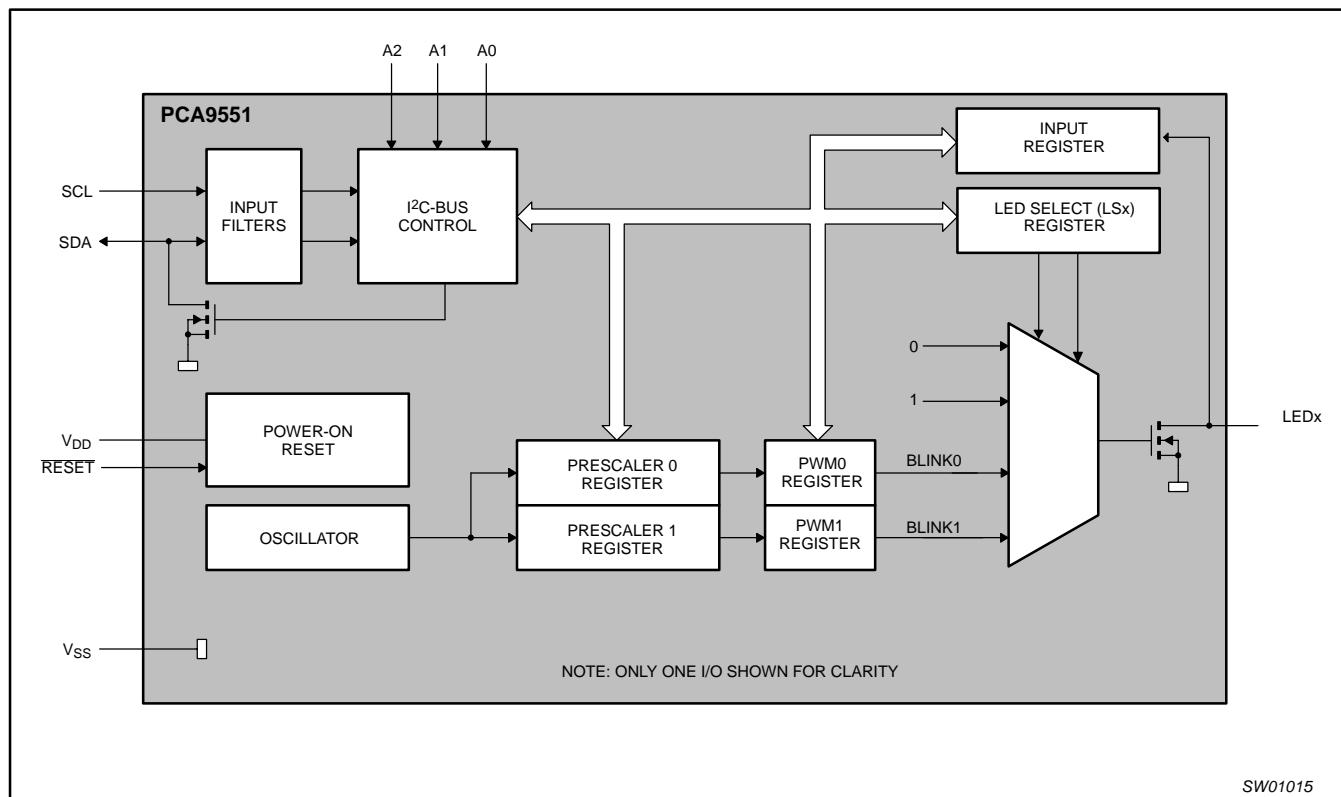 A2 A1 A0
PCA9551
INPUT
REGISTER
SCL
INPUT
FILTERS
I²C-BUS
CONTROL
LED SELECT (LSx)
REGISTER
SDA
0
1
LEDx
VDD
RESET
POWER-ON
RESET
PRESCALER 0
REGISTER
PWM0
REGISTER
BLINK0
OSCILLATOR
PRESCALER 1
REGISTER
PWM1
REGISTER
BLINK1
VSS
NOTE: ONLY ONE I/O SHOWN FOR CLARITY
SW01015